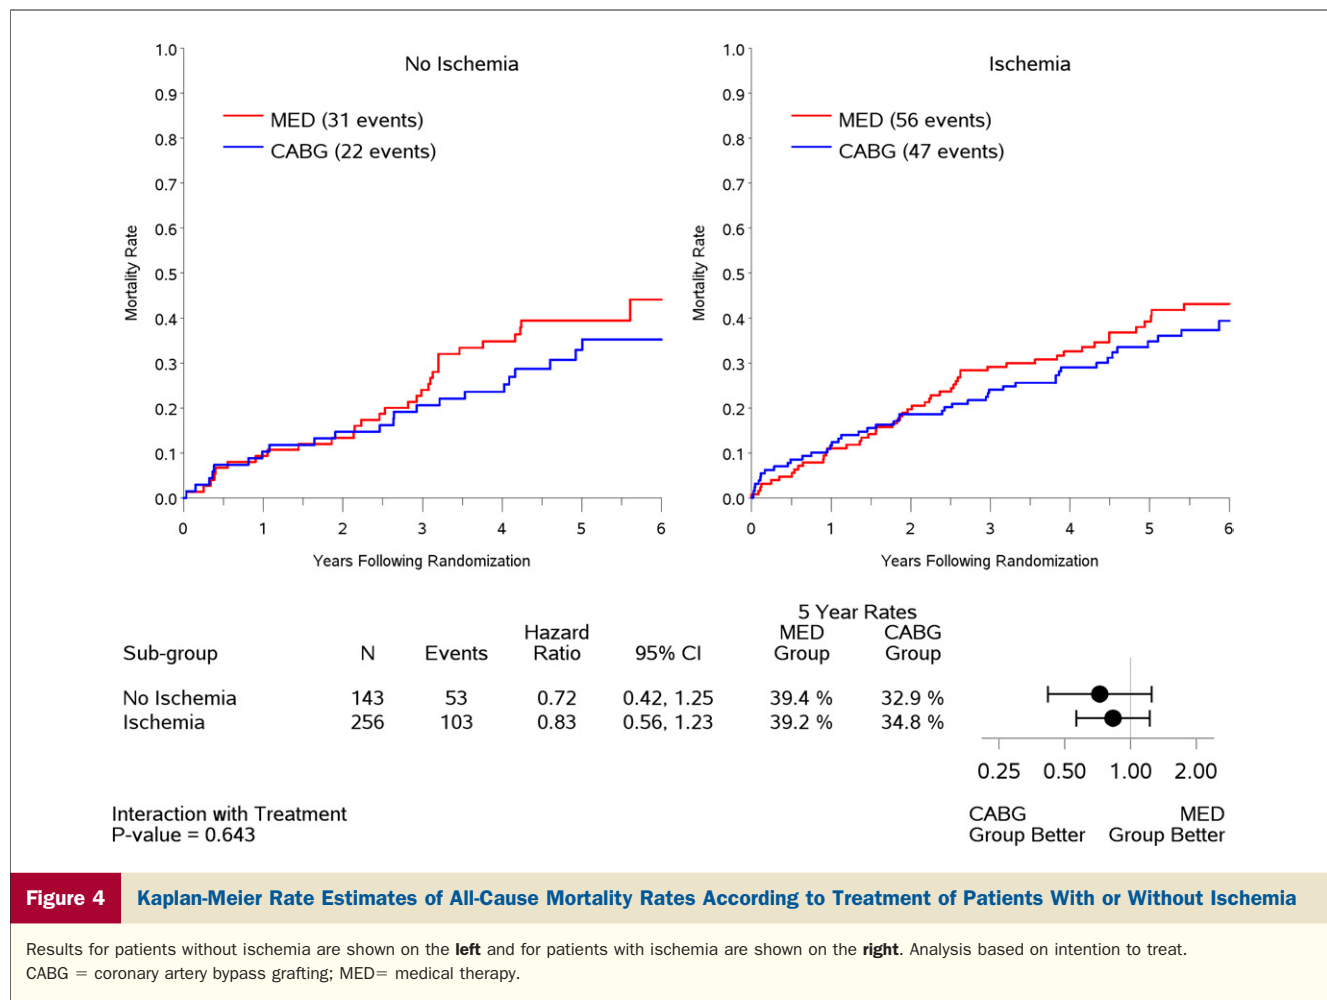 No Ischemia
MED (31 events)
CABG (22 events)
1.0
0.9
0.8
0.7
0.6
0.5
0.4
0.3
0.2
0.1
0.0
Mortality Rate
0 1 2 3 4 5 6
Years Following Randomization
Ischemia
MED (56 events)
CABG (47 events)
1.0
0.9
0.8
0.7
0.6
0.5
0.4
0.3
0.2
0.1
0.0
Mortality Rate
0 1 2 3 4 5 6
Years Following Randomization
5 Year Rates
Hazard MED CABG
Sub-group N Events Ratio 95% CI Group Group
No Ischemia 143 53 0.72 0.42, 1.25 39.4 % 32.9 %
Ischemia 256 103 0.83 0.56, 1.23 39.2 % 34.8 %
0.25 0.50 1.00 2.00
CABG MED
Group Better Group Better
Interaction with Treatment
P-value = 0.643
Figure 4 Kaplan-Meier Rate Estimates of All-Cause Mortality Rates According to Treatment of Patients With or Without Ischemia
Results for patients without ischemia are shown on the left and for patients with ischemia are shown on the right. Analysis based on intention to treat.
CABG = coronary artery bypass grafting; MED= medical therapy.